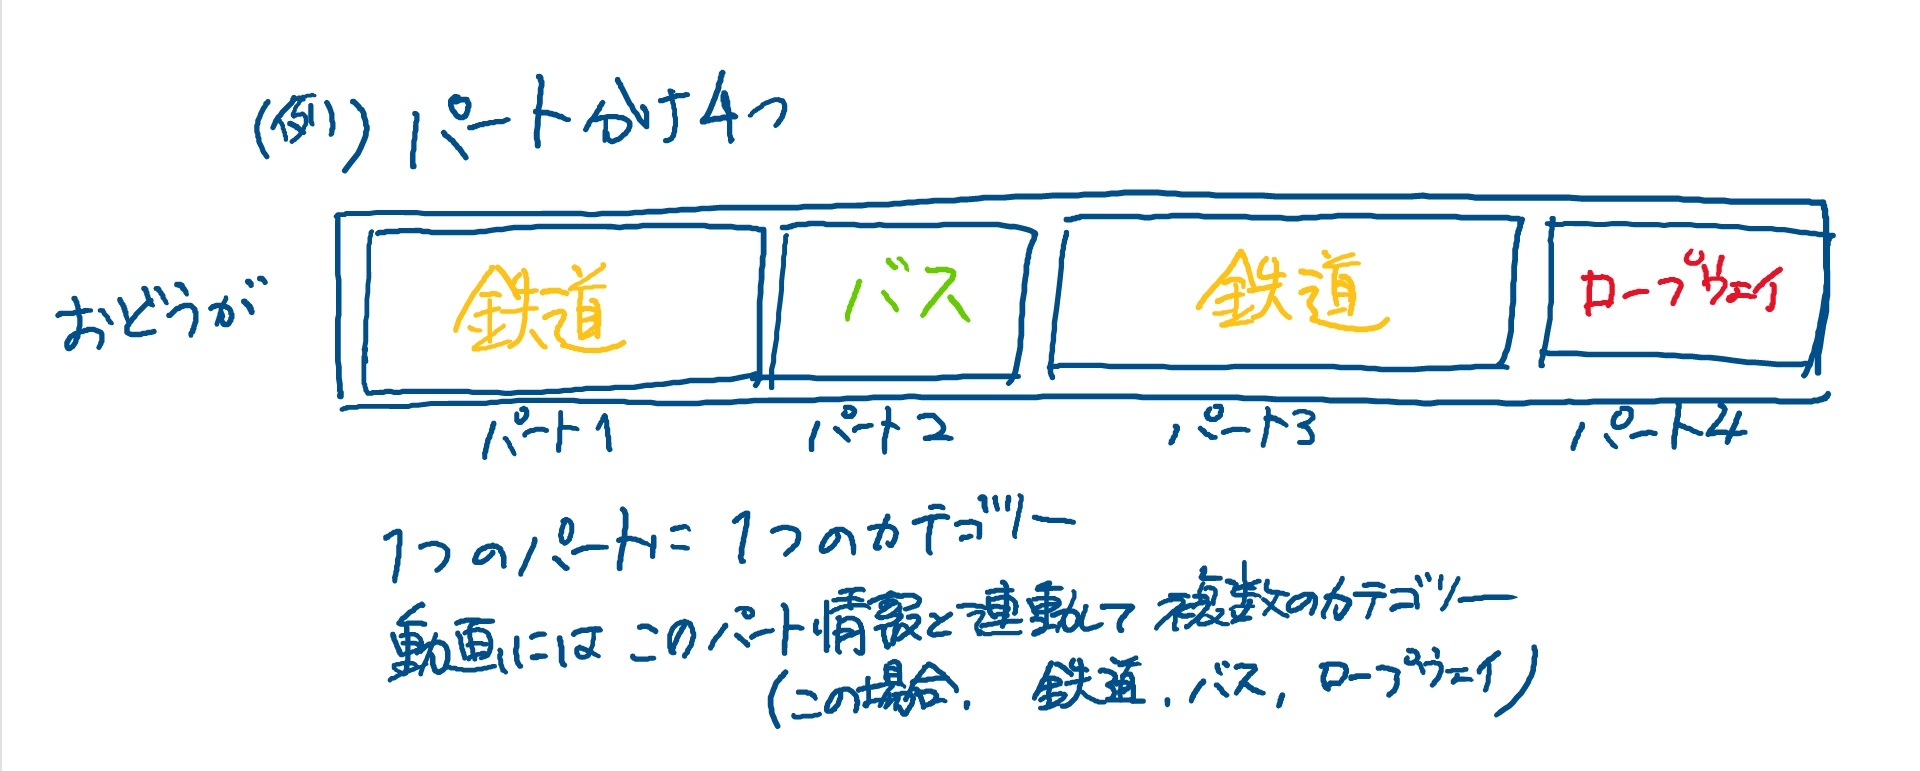 (例) パート分け4つ
おどうが
鉄道 バス 鉄道 ロープウェイ
パート1 パート2 パート3 パート4
1つのパートに1つのカテゴリー
動画にはこのパート情報と連動して複数のカテゴリー
(この場合、鉄道、バス、ロープウェイ)